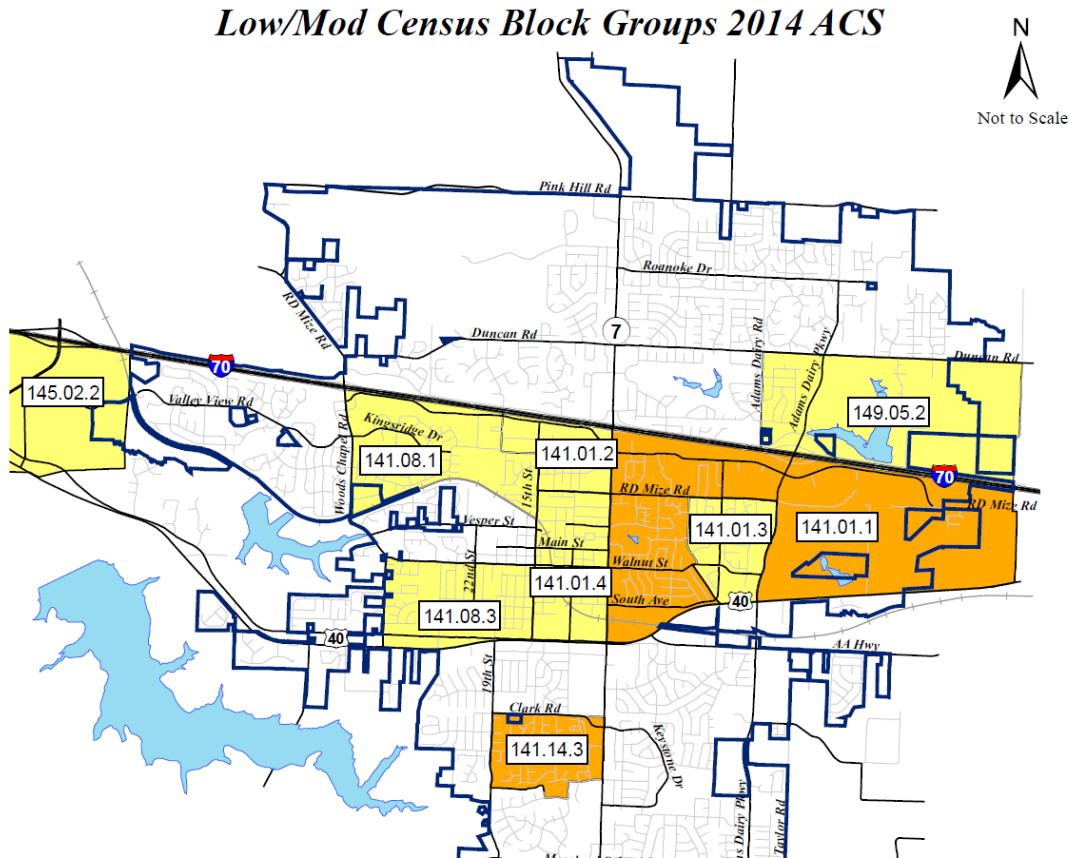 Low/Mod Census Block Groups 2014 ACS
N
Not to Scale
Pink Hill Rd
Roanoke Dr
RD Mize Rd
7
Duncan Rd
Adams Dairy Rd
Adams Dairy Pkwy
Duncan Rd
70
145.02.2
Valley View Rd
149.05.2
Kingsridge Dr
Woods Chapel Rd
141.08.1
141.01.2
15th St
70
RD Mize Rd
RD Mize Rd
141.01.3
141.01.1
Vesper St
Main St
22nd St
Walnut St
141.01.4
South Ave
40
141.08.3
40
AA Hwy
19th St
Clark Rd
141.14.3
Keystone Dr
Dairy Pkwy
Taylor Rd